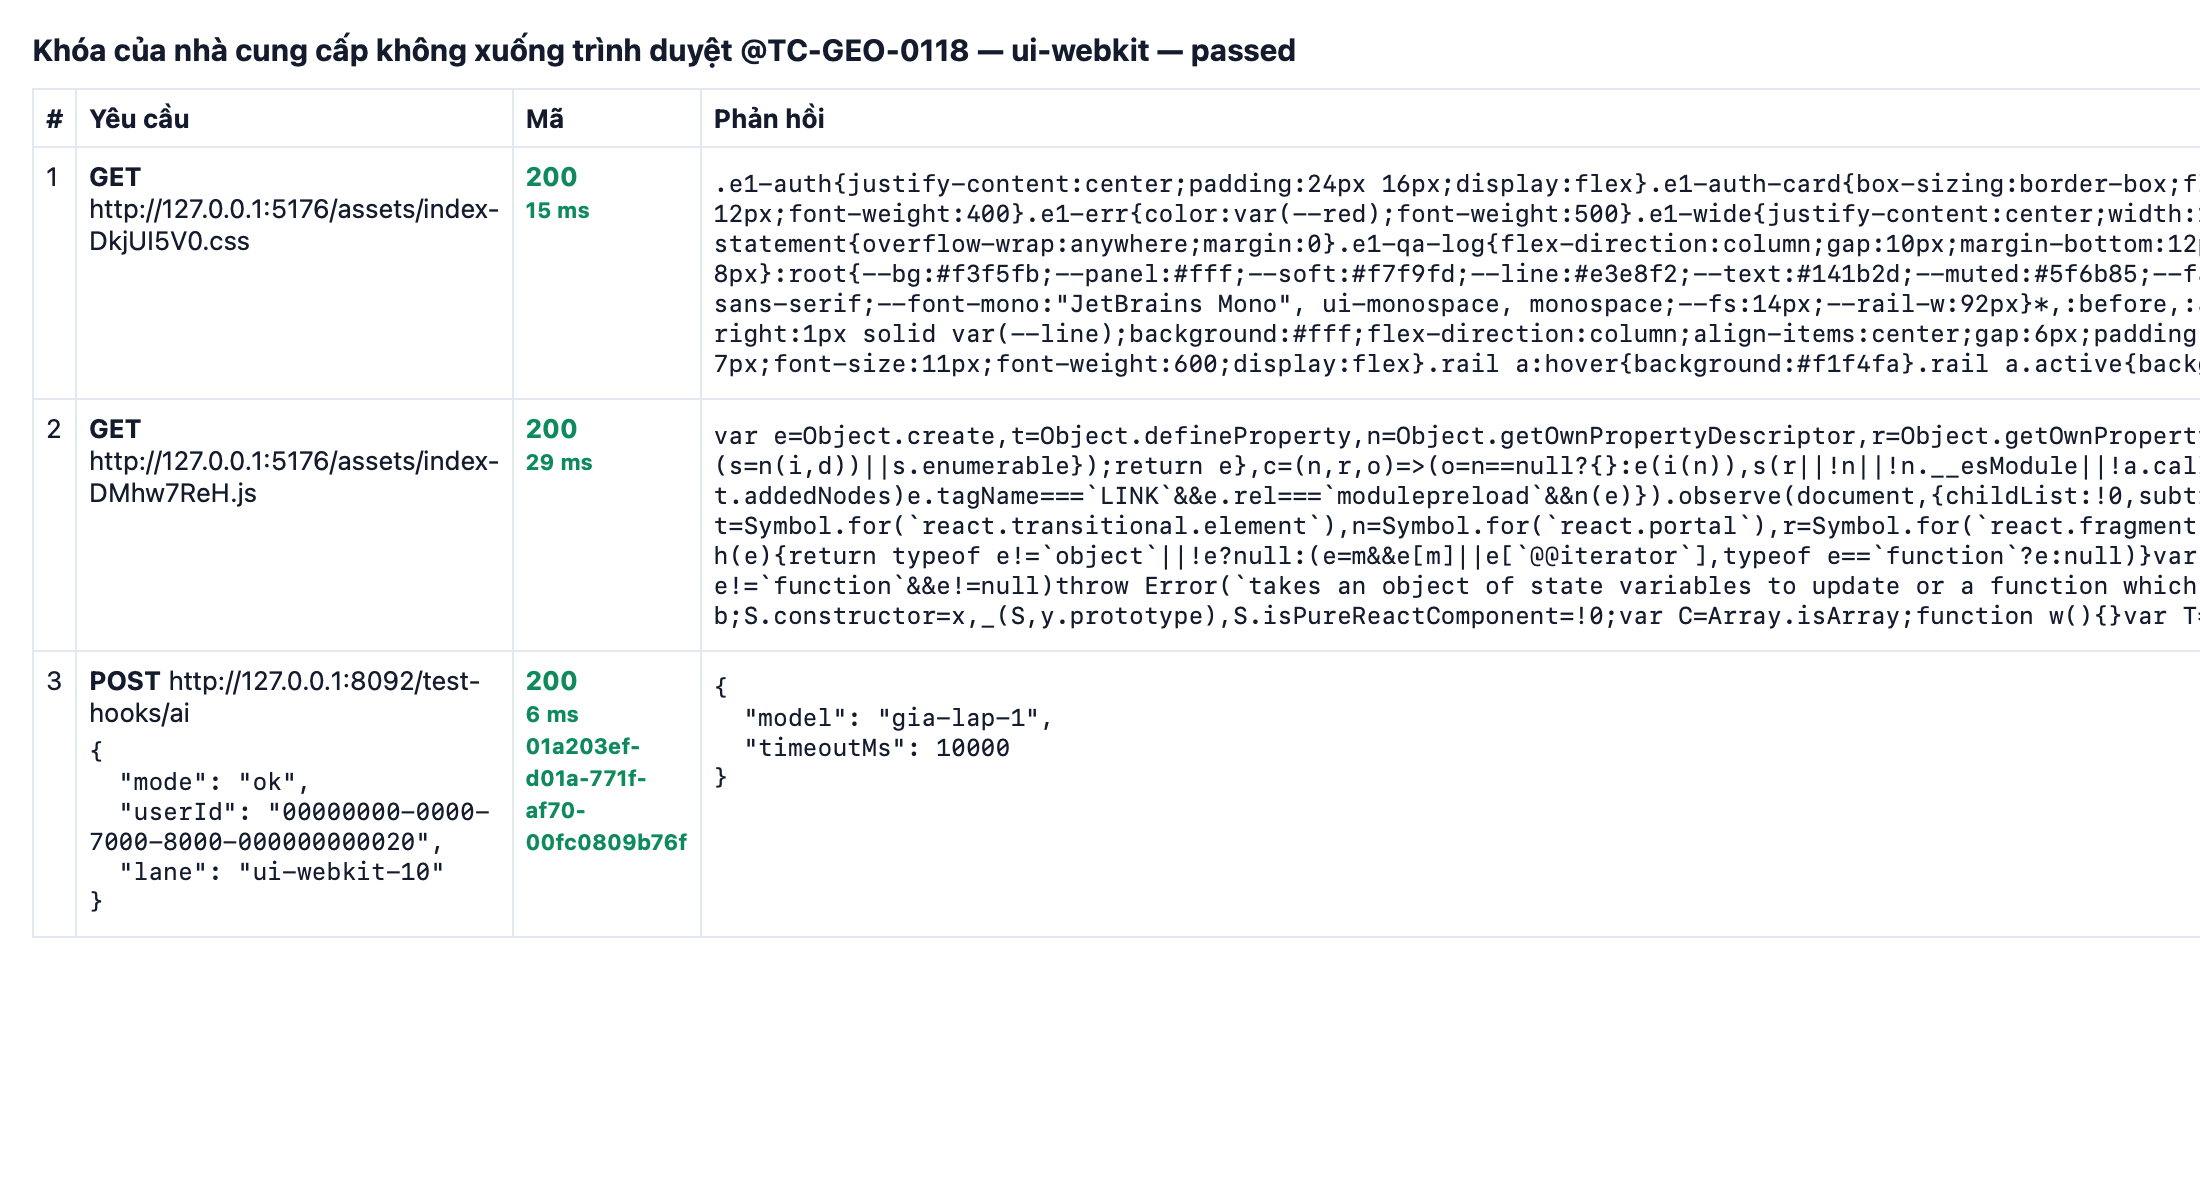 Khóa của nhà cung cấp không xuống trình duyệt @TC-GEO-0118 — ui-webkit — passed
# Yêu cầu Mã Phản hồi
1 GET
http://127.0.0.1:5176/assets/index-
DkjUI5V0.css
200
15 ms
.e1-auth{justify-content:center;padding:24px 16px;display:flex}.e1-auth-card{box-sizing:border-box;
12px;font-weight:400}.e1-err{color:var(--red);font-weight:500}.e1-wide{justify-content:center;width:
statement{overflow-wrap:anywhere;margin:0}.e1-qa-log{flex-direction:column;gap:10px;margin-bottom:
8px}:root{--bg:#f3f5fb;--panel:#fff;--soft:#f7f9fd;--line:#e3e8f2;--text:#141b2d;--muted:#5f6b85;
sans-serif;--font-mono:"JetBrains Mono", ui-monospace, monospace;--fs:14px;--rail-w:92px}*,:before,
right:1px solid var(--line);background:#fff;flex-direction:column;align-items:center;gap:6px;padding
7px;font-size:11px;font-weight:600;display:flex}.rail a:hover{background:#f1f4fa}.rail a.active{
2 GET
http://127.0.0.1:5176/assets/index-
DMhw7ReH.js
200
29 ms
var e=Object.create,t=Object.defineProperty,n=Object.getOwnPropertyDescriptor,r=Object.getOwnProperty
(s=n(i,d))||s.enumerable});return e},c=(n,r,o)=>(o=n==null?{}:e(i(n)),s(r||!n||!n.__esModule||!a.
t.addedNodes)e.tagName===`LINK`&&e.rel===`modulepreload`&&n(e)}).observe(document,{childList:!0,
t=Symbol.for(`react.transitional.element`),n=Symbol.for(`react.portal`),r=Symbol.for(`react.fragment
h(e){return typeof e!=`object`||!e?null:(e=m&&e[m]||e[`@@iterator`],typeof e==`function`?e:null)}var
e!=`function`&&e!=null)throw Error(`takes an object of state variables to update or a function which
b;S.constructor=x,_(S,y.prototype),S.isPureReactComponent=!0;var C=Array.isArray;function w(){}var T
3 POST http://127.0.0.1:8092/test-
hooks/ai
{
"mode": "ok",
"userId": "00000000-0000-
7000-8000-000000000020",
"lane": "ui-webkit-10"
}
200
6 ms
01a203ef-
d01a-771f-
af70-
00fc0809b76f
{
"model": "gia-lap-1",
"timeoutMs": 10000
}